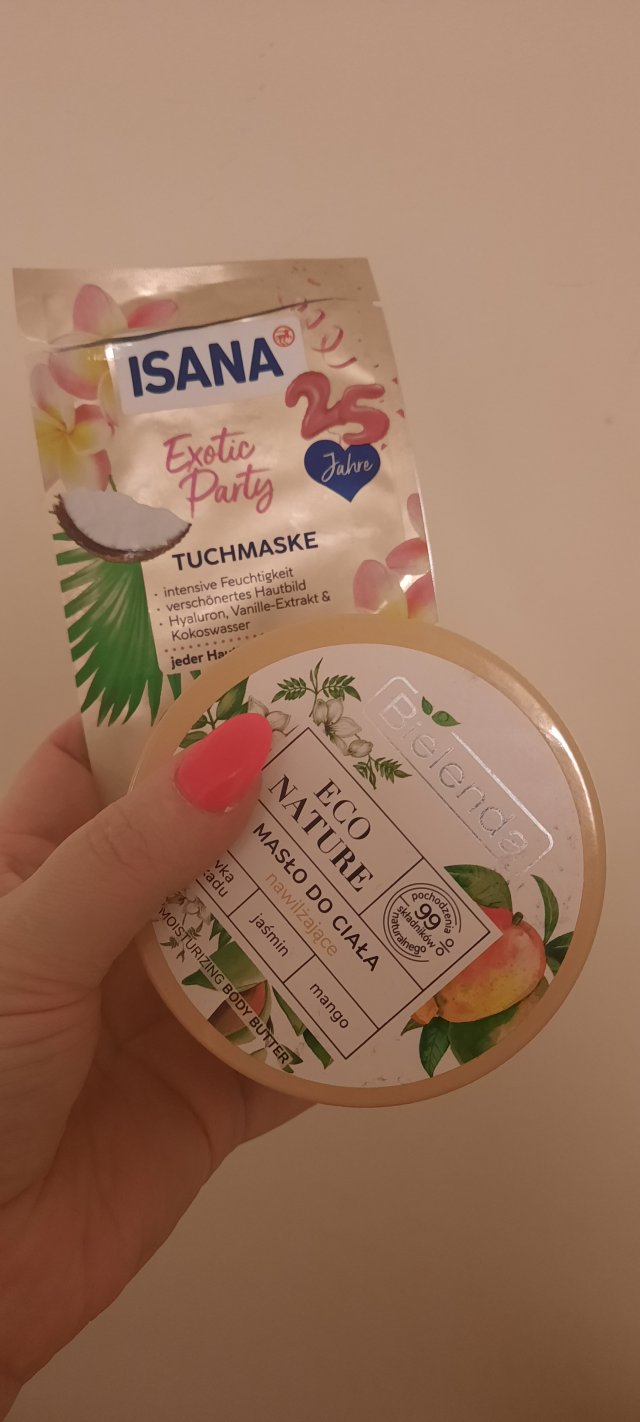 ISANA
25
Jahre
Exotic
Party
TUCHMASKE
· intensive Feuchtigkeit
· verschönertes Hautbild
· Hyaluron, Vanille-Extrakt &
Kokoswasser
jeder
Bielenda
ECO
NATURE
MASŁO DO CIAŁA
nawilżające
jaśmin
mango
99%
składników
pochodzenia
naturalnego
MOISTURIZING BODY BUTTER